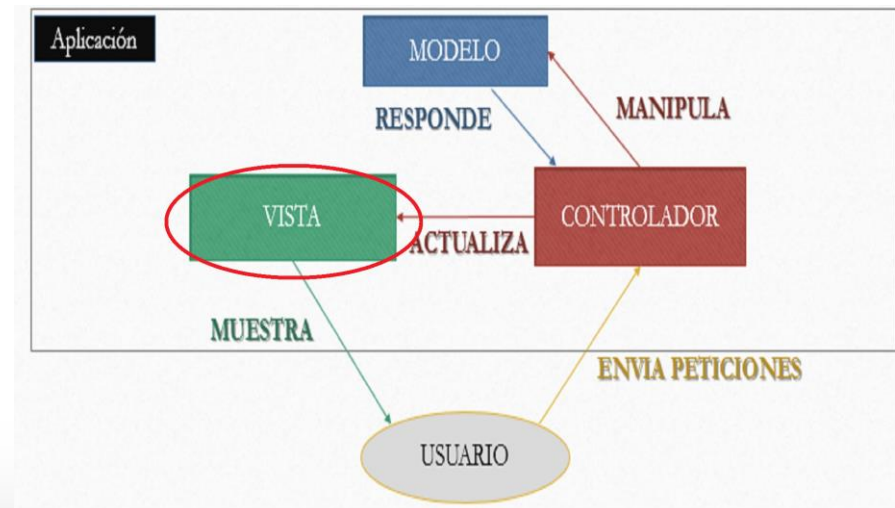 Aplicación
MODELO
RESPONDE
MANIPULA
VISTA
CONTROLADOR
ACTUALIZA
MUESTRA
ENVIA PETICIONES
USUARIO